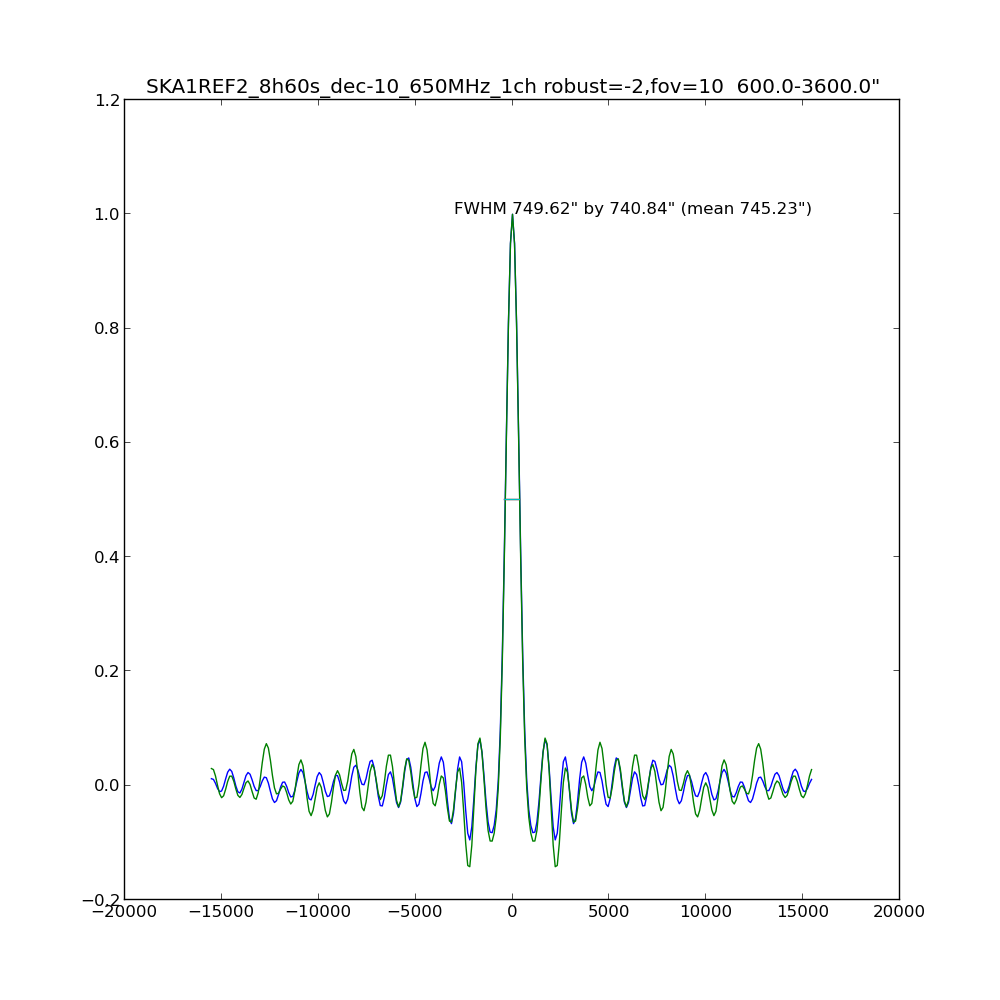 SKA1REF2_8h60s_dec-10_650MHz_1ch robust=-2,fov=10  600.0-3600.0"
1.2
FWHM 749.62" by 740.84" (mean 745.23")
1.0
0.8
0.6
0.4
0.2
0.0
−0.2
−20000 −15000 −10000 −5000 0 5000 10000 15000 20000